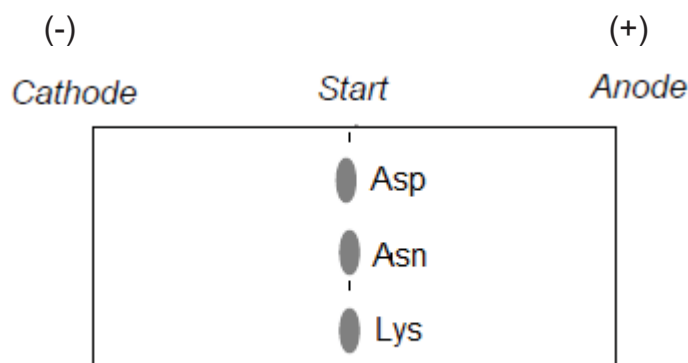 (-) (+)
Cathode Start Anode
Asp
Asn
Lys